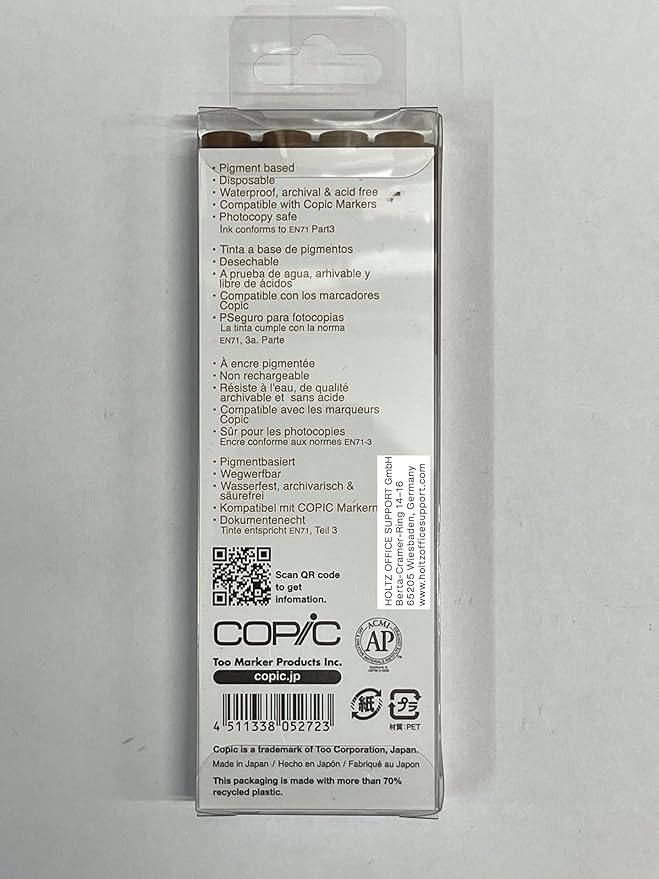 • Pigment based
• Disposable
• Waterproof, archival & acid free
• Compatible with Copic Markers
• Photocopy safe
Ink conforms to EN71 Part3
• Tinta a base de pigmentos
• Desechable
• A prueba de agua, arhivable y
libre de ácidos
• Compatible con los marcadores
Copic
• PSeguro para fotocopias
La tinta cumple con la norma
EN71, 3a. Parte
• À encre pigmentée
• Non rechargeable
• Résiste à l'eau, de qualité
archivable et sans acide
• Compatible avec les marqueurs
Copic
• Sûr pour les photocopies
Encre conforme aux normes EN71-3
• Pigmentbasiert
• Wegwerfbar
• Wasserfest, archivarisch &
säurefrei
• Kompatibel mit COPIC Markern
• Dokumentenecht
Tinte entspricht EN71, Teil 3
HOLTZ OFFICE SUPPORT GmbH
Berta-Cramer-Ring 14–16
65205 Wiesbaden, Germany
www.holtzofficesupport.com
Scan QR code
to get
infomation.
COPIC
Too Marker Products Inc.
copic.jp
ACMI
AP
4 511338 052723
紙
プラ
材質:PET
Copic is a trademark of Too Corporation, Japan.
Made in Japan / Hecho en Japón / Fabriqué au Japon
This packaging is made with more than 70%
recycled plastic.